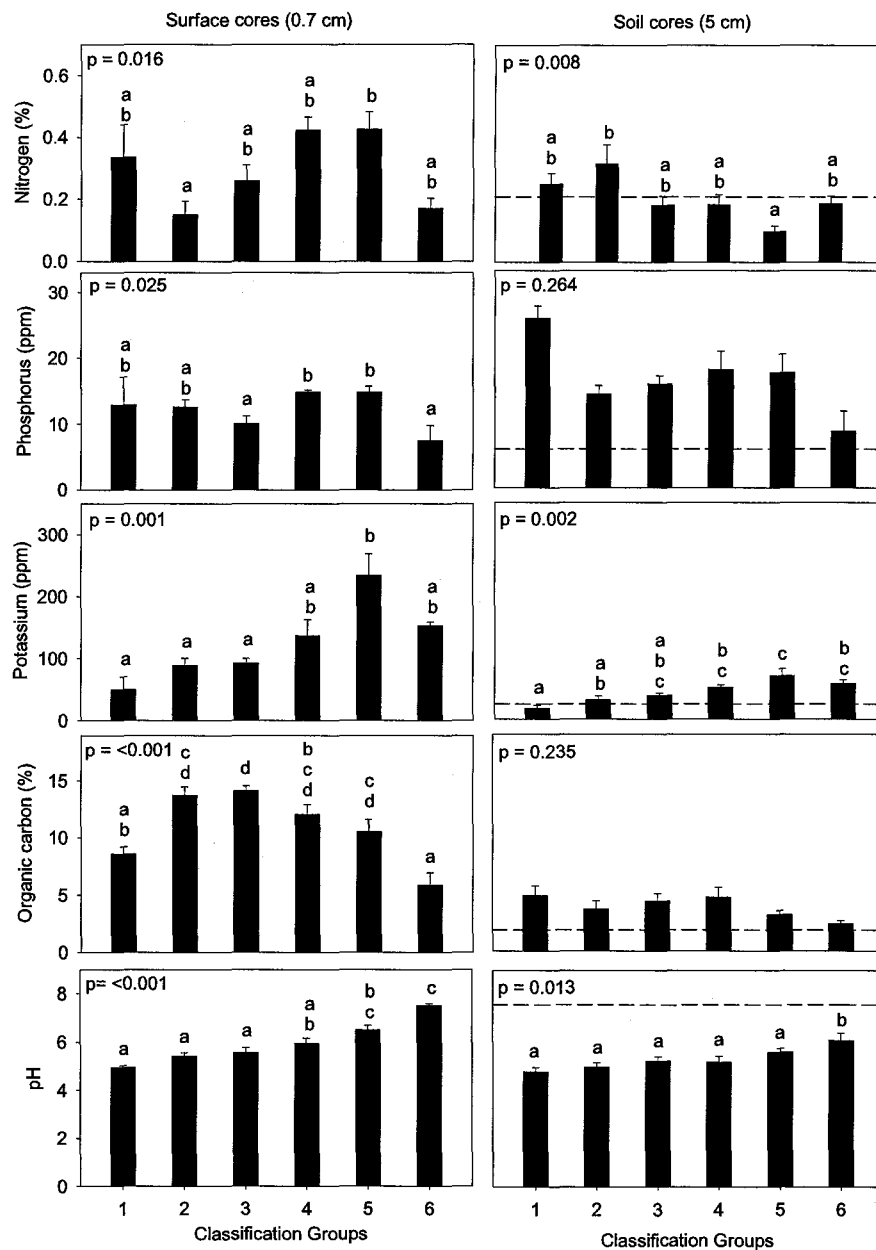 Surface cores (0.7 cm)
Soil cores (5 cm)
Nitrogen (%)
0.6
0.4
0.2
0.0
p = 0.016
a
b
a
a
b
a
b
b
a
b
p = 0.008
a
b
b
a
b
a
b
a
a
b
Phosphorus (ppm)
30
20
10
0
p = 0.025
a
b
a
b
a
b
b
a
p = 0.264
Potassium (ppm)
300
200
100
0
p = 0.001
a
a
a
a
b
b
a
b
p = 0.002
a
a
b
a
b
c
b
c
c
b
c
Organic carbon (%)
15
10
5
0
p = <0.001
a
b
c
d
d
b
c
d
c
d
a
p = 0.235
pH
8
6
4
2
0
p= <0.001
a
a
a
a
b
b
c
c
p = 0.013
a
a
a
a
a
b
1 2 3 4 5 6
Classification Groups
1 2 3 4 5 6
Classification Groups